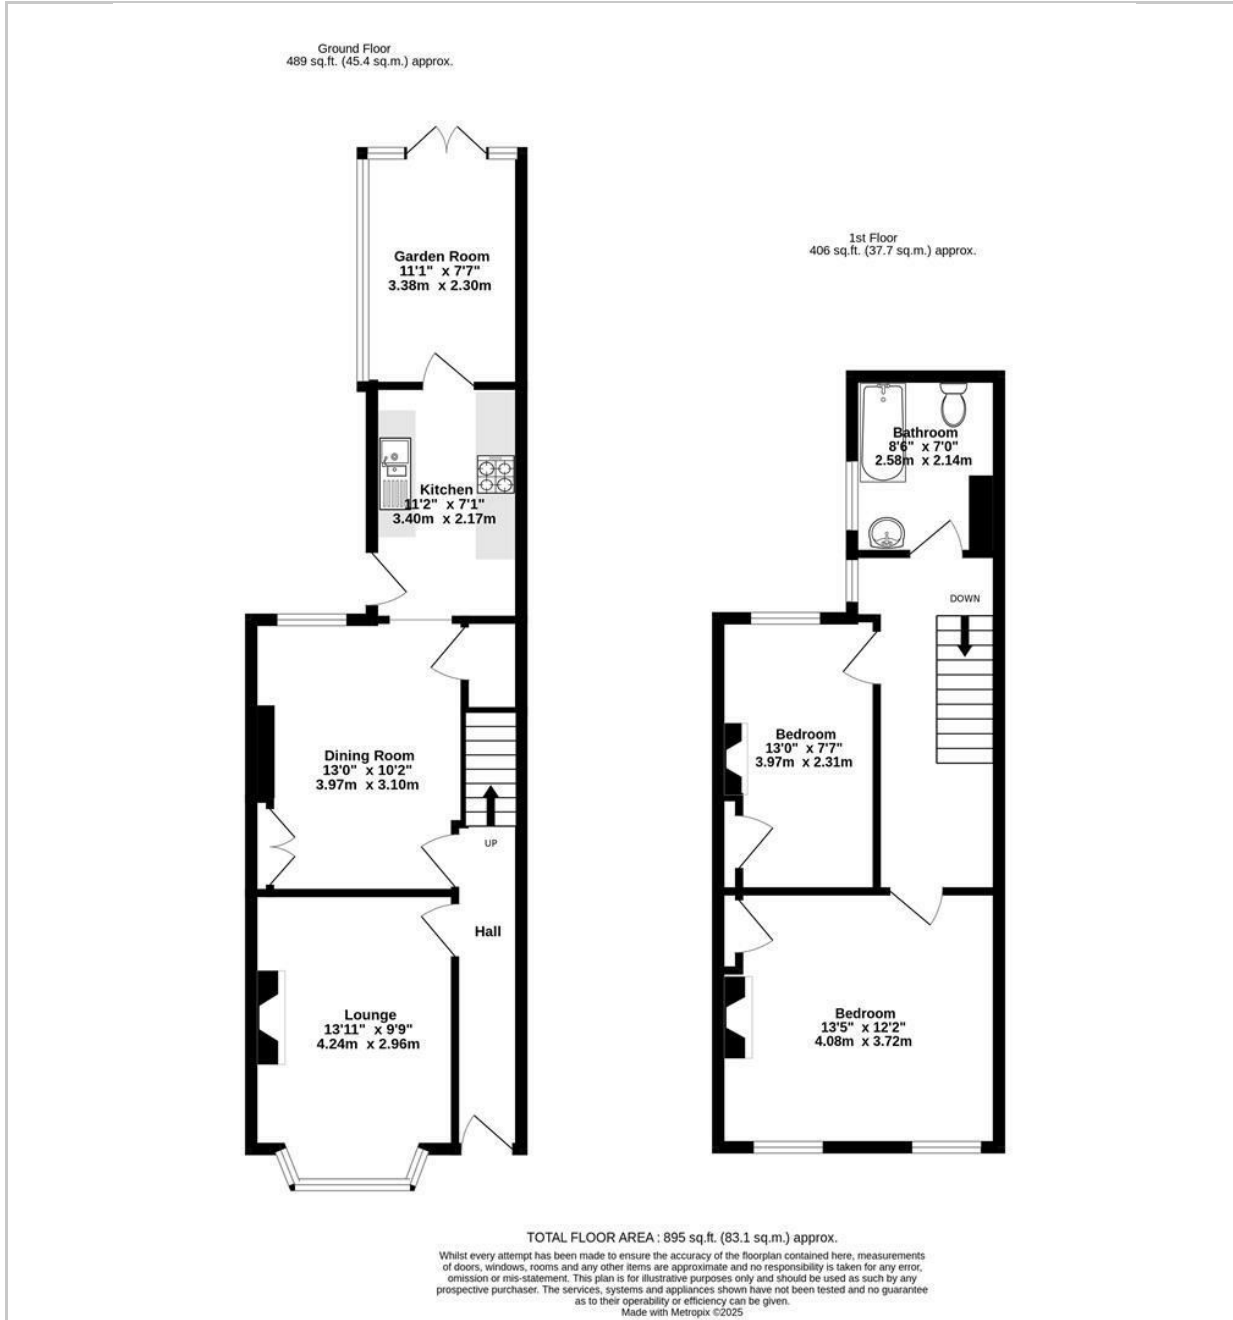 Ground Floor
489 sq.ft. (45.4 sq.m.) approx.
1st Floor
406 sq.ft. (37.7 sq.m.) approx.
Garden Room
11'1" x 7'7"
3.38m x 2.30m
Bathroom
8'6" x 7'0"
2.58m x 2.14m
Kitchen
11'2" x 7'1"
3.40m x 2.17m
DOWN
Dining Room
13'0" x 10'2"
3.97m x 3.10m
Bedroom
13'0" x 7'7"
3.97m x 2.31m
UP
Hall
Lounge
13'11" x 9'9"
4.24m x 2.96m
Bedroom
13'5" x 12'2"
4.08m x 3.72m
TOTAL FLOOR AREA : 895 sq.ft. (83.1 sq.m.) approx.
Whilst every attempt has been made to ensure the accuracy of the floorplan contained here, measurements
of doors, windows, rooms and any other items are approximate and no responsibility is taken for any error,
omission or mis-statement. This plan is for illustrative purposes only and should be used as such by any
prospective purchaser. The services, systems and appliances shown have not been tested and no guarantee
as to their operability or efficiency can be given.
Made with Metropix ©2025